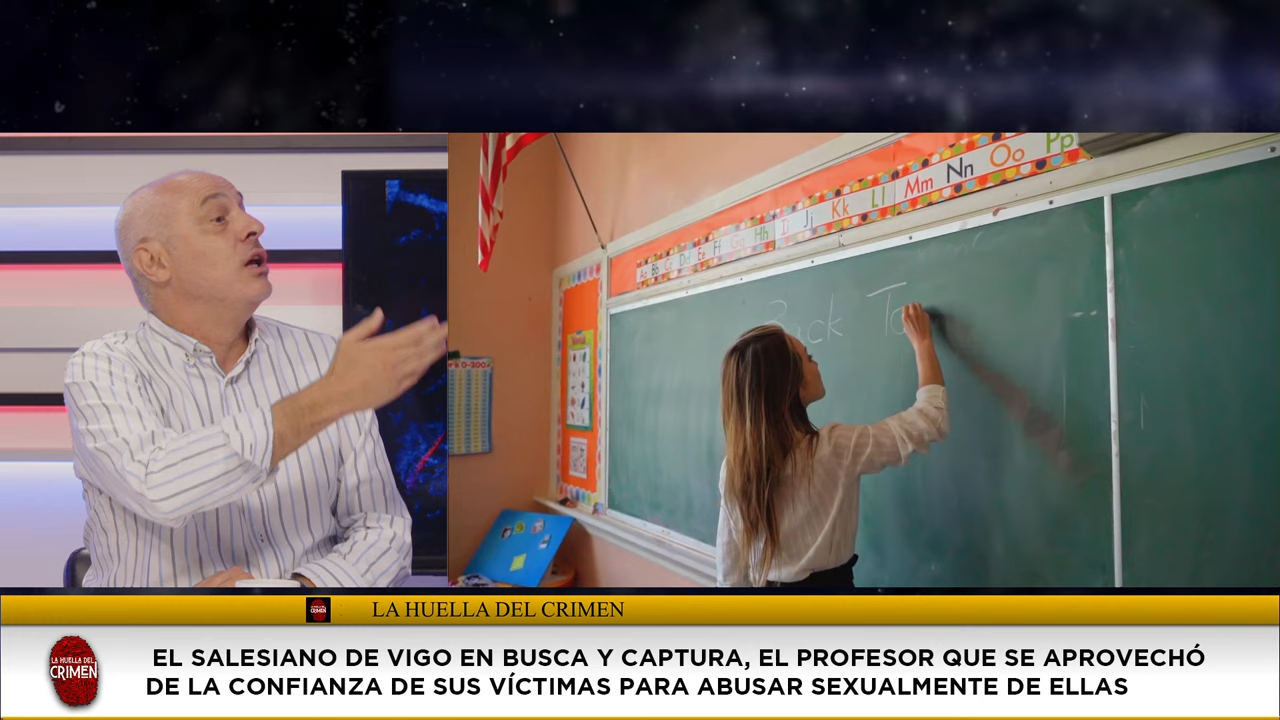 Pp
Oo
Nn
Mm
Ll
Kk
Jj
Hh
Gg
Ff
Ee
Dd
Cc
Bb
Aa
Back To
LA HUELLA DEL CRIMEN
LA HUELLA DEL
CRIMEN
EL SALESIANO DE VIGO EN BUSCA Y CAPTURA, EL PROFESOR QUE SE APROVECHÓ
DE LA CONFIANZA DE SUS VÍCTIMAS PARA ABUSAR SEXUALMENTE DE ELLAS